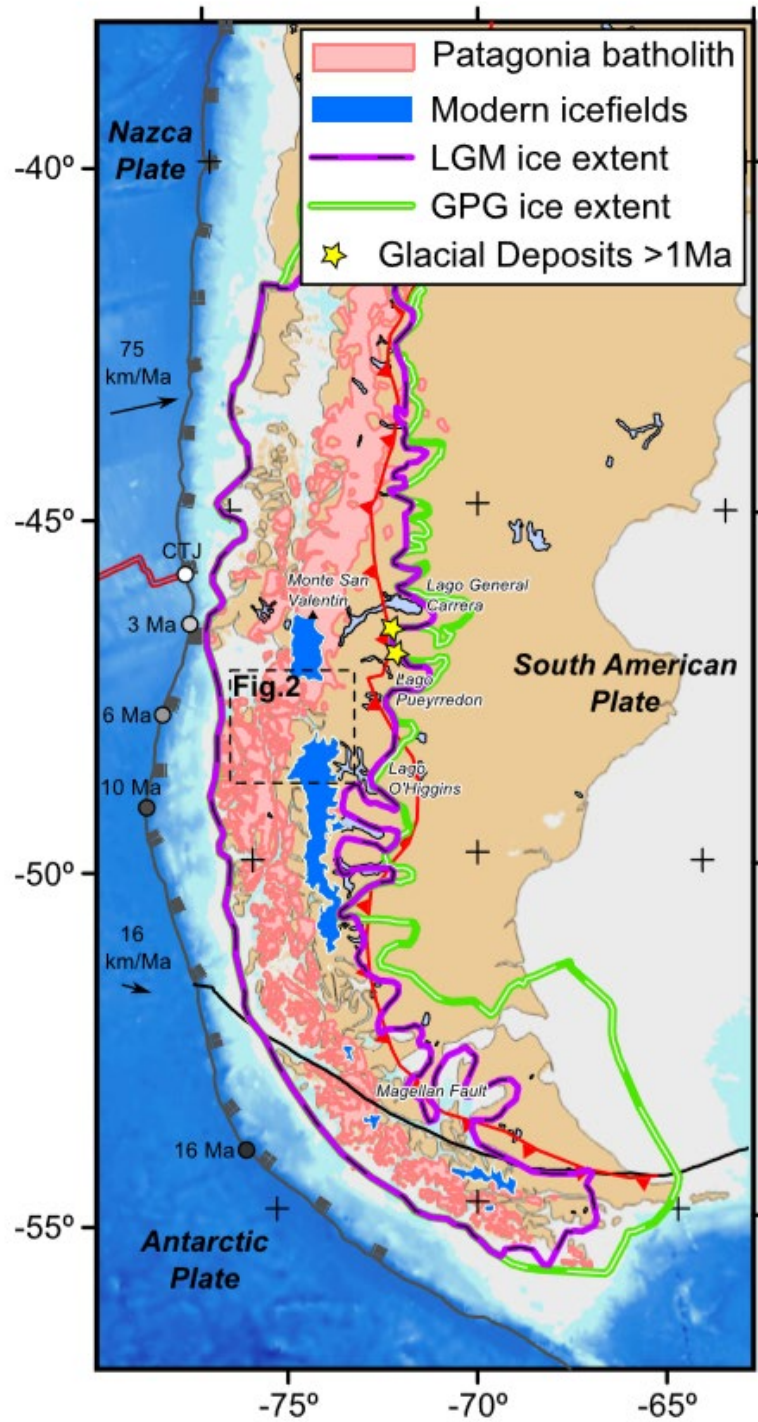 Patagonia batholith
Modern icefields
LGM ice extent
GPG ice extent
Glacial Deposits >1Ma
Nazca
Plate
-40º
75
km/Ma
-45º
CTJ
Monte San
Valentin
Lago General
Carrera
3 Ma
South American
Plate
Fig.2
Lago
Pueyrredon
6 Ma
Lago
O'Higgins
10 Ma
-50º
16
km/Ma
Magellan Fault
16 Ma
-55º
Antarctic
Plate
-75º
-70º
-65º